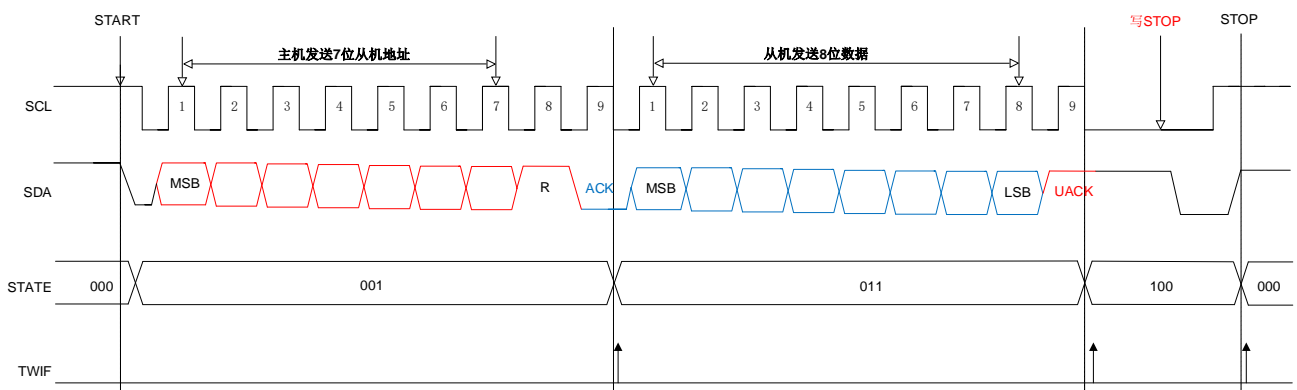 START
写STOP
STOP
主机发送7位从机地址
从机发送8位数据
SCL
1 2 3 4 5 6 7 8 9 1 2 3 4 5 6 7 8 9
SDA
MSB R ACK MSB LSB UACK
STATE 000 001 011 100 000
TWIF